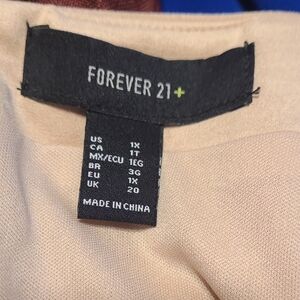 FOREVER 21+
US 1X
CA 1T
MX/ECU 1EG
BR 3G
EU 1X
UK 20
MADE IN CHINA